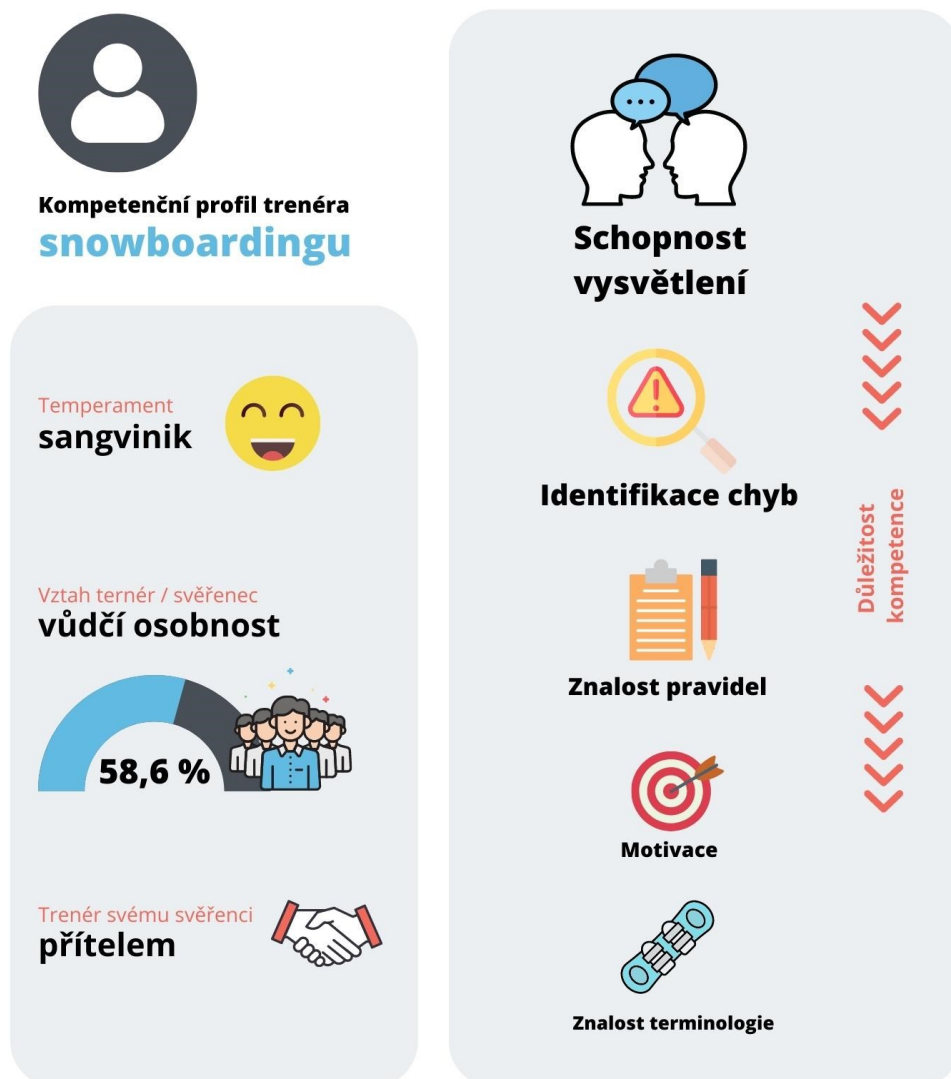 Kompetenční profil trenéra
snowboardingu
Temperament
sangvinik
Vztah ternér / svěřenec
vůdčí osobnost
58,6 %
Trenér svému svěřenci
přítelem
Schopnost
vysvětlení
Identifikace chyb
Znalost pravidel
Motivace
Znalost terminologie
Důležitost
kompetence